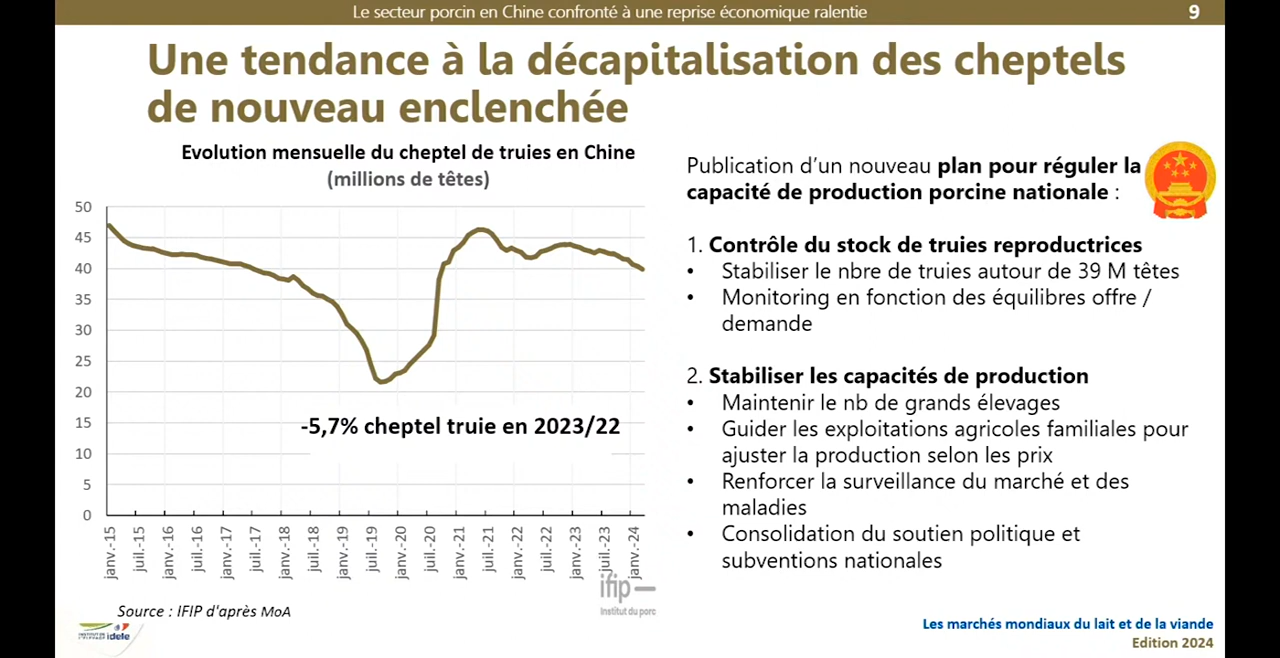 Le secteur porcin en Chine confronté à une reprise économique ralentie
9
Une tendance à la décapitalisation des cheptels
de nouveau enclenchée
Evolution mensuelle du cheptel de truies en Chine
(millions de têtes)
50
45
40
35
30
25
20
15
10
5
0
-5,7% cheptel truie en 2023/22
janv.-15
juil.-15
janv.-16
juil.-16
janv.-17
juil.-17
janv.-18
juil.-18
janv.-19
juil.-19
janv.-20
juil.-20
janv.-21
juil.-21
janv.-22
juil.-22
janv.-23
juil.-23
janv.-24
ifip
Institut du porc
Source : IFIP d'après MoA
Publication d'un nouveau plan pour réguler la
capacité de production porcine nationale :
1. Contrôle du stock de truies reproductrices
• Stabiliser le nbre de truies autour de 39 M têtes
• Monitoring en fonction des équilibres offre /
demande
2. Stabiliser les capacités de production
• Maintenir le nb de grands élevages
• Guider les exploitations agricoles familiales pour
ajuster la production selon les prix
• Renforcer la surveillance du marché et des
maladies
• Consolidation du soutien politique et
subventions nationales
idele
Les marchés mondiaux du lait et de la viande
Edition 2024